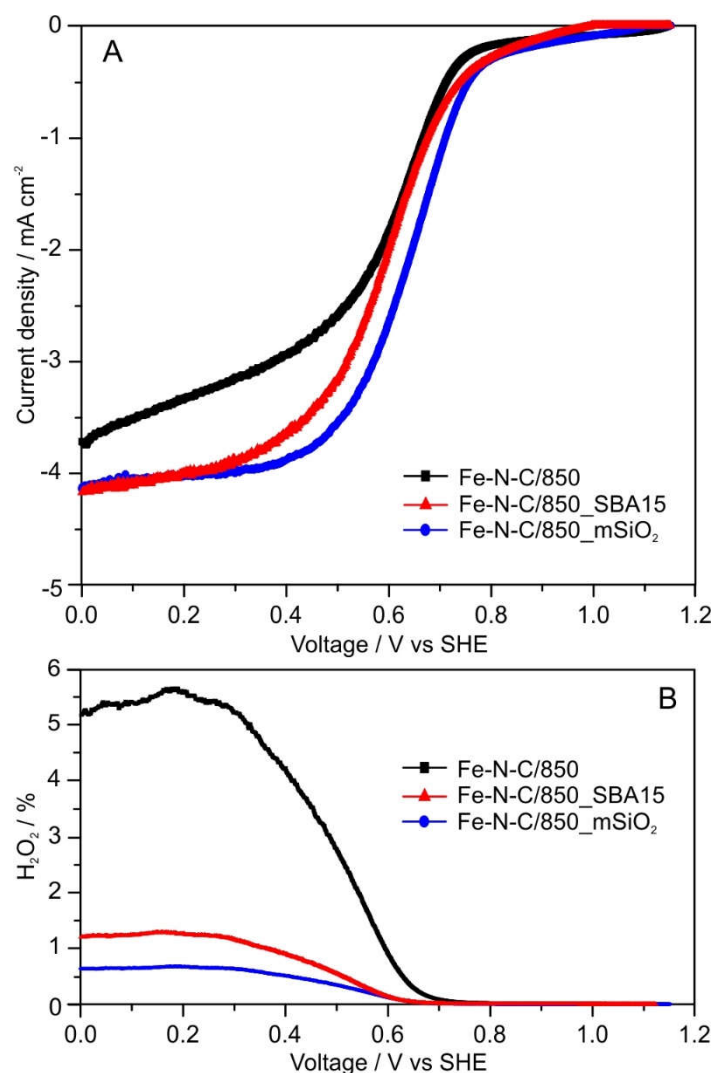 A
0
-1
-2
-3
-4
-5
Current density / mA cm⁻²
Fe-N-C/850
Fe-N-C/850_SBA15
Fe-N-C/850_mSiO₂
0.0 0.2 0.4 0.6 0.8 1.0 1.2
Voltage / V vs SHE
B
6
5
4
3
2
1
0
H₂O₂ / %
Fe-N-C/850
Fe-N-C/850_SBA15
Fe-N-C/850_mSiO₂
0.0 0.2 0.4 0.6 0.8 1.0 1.2
Voltage / V vs SHE